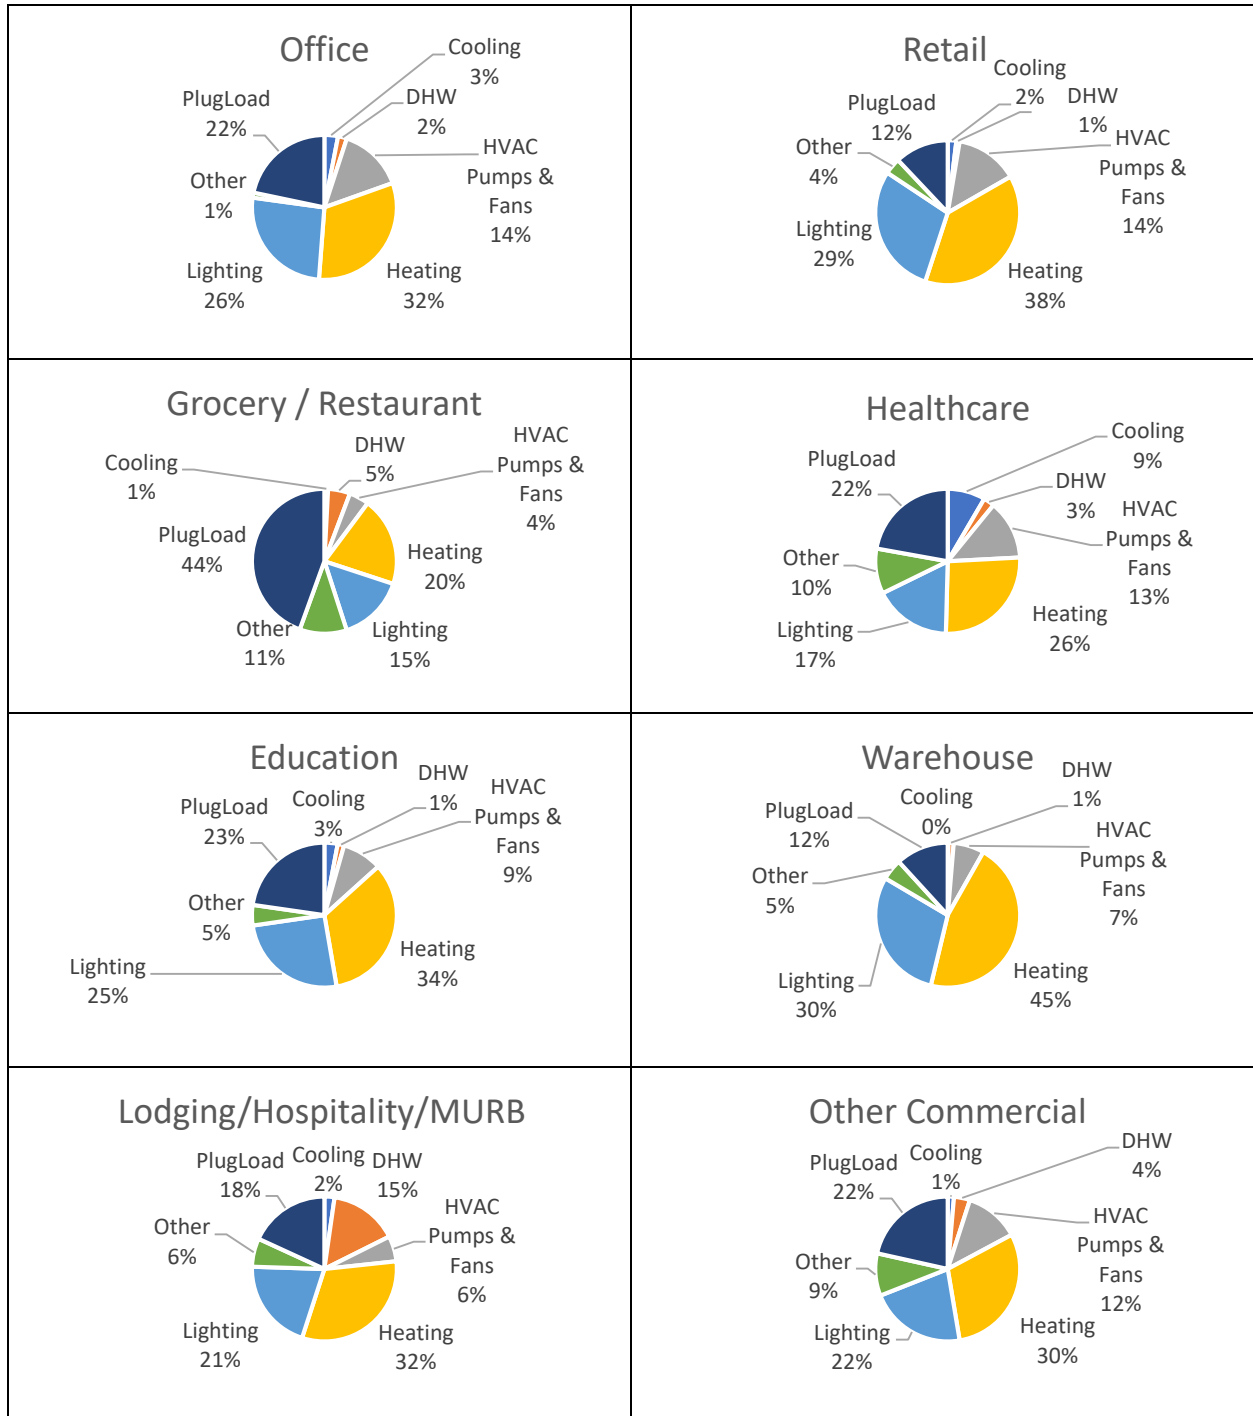 Office
Cooling
3%
DHW
2%
HVAC
Pumps &
Fans
14%
Heating
32%
Lighting
26%
Other
1%
PlugLoad
22%
Retail
Cooling
2%
DHW
1%
HVAC
Pumps &
Fans
14%
Heating
38%
Lighting
29%
Other
4%
PlugLoad
12%
Grocery / Restaurant
Cooling
1%
DHW
5%
HVAC
Pumps &
Fans
4%
Heating
20%
Lighting
15%
Other
11%
PlugLoad
44%
Healthcare
Cooling
9%
DHW
3%
HVAC
Pumps &
Fans
13%
Heating
26%
Lighting
17%
Other
10%
PlugLoad
22%
Education
Cooling
3%
DHW
1%
HVAC
Pumps &
Fans
9%
Heating
34%
Lighting
25%
Other
5%
PlugLoad
23%
Warehouse
Cooling
0%
DHW
1%
HVAC
Pumps &
Fans
7%
Heating
45%
Lighting
30%
Other
5%
PlugLoad
12%
Lodging/Hospitality/MURB
Cooling
2%
DHW
15%
HVAC
Pumps &
Fans
6%
Heating
32%
Lighting
21%
Other
6%
PlugLoad
18%
Other Commercial
Cooling
1%
DHW
4%
HVAC
Pumps &
Fans
12%
Heating
30%
Lighting
22%
Other
9%
PlugLoad
22%